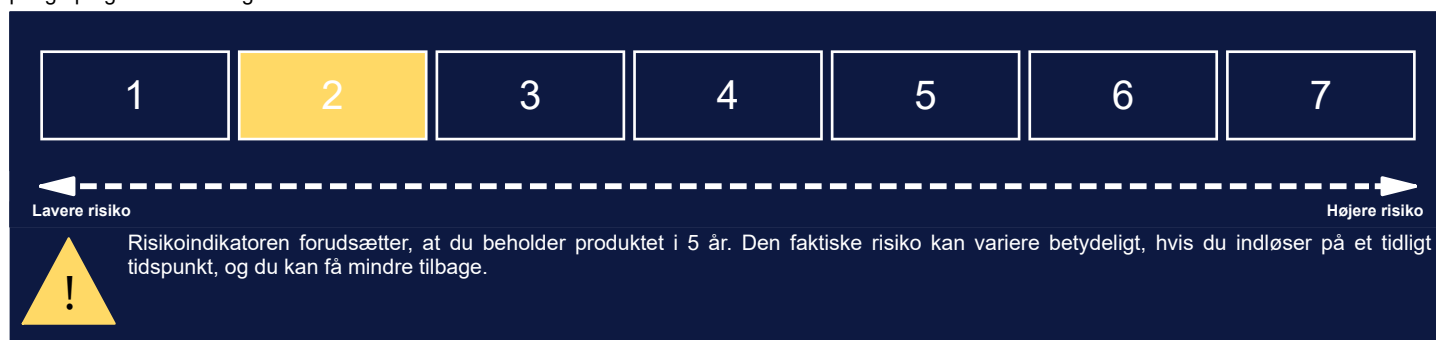 1 2 3 4 5 6 7
Lavere risiko Højere risiko
! Risikoindikatoren forudsætter, at du beholder produktet i 5 år. Den faktiske risiko kan variere betydeligt, hvis du indløser på et tidligt
tidspunkt, og du kan få mindre tilbage.